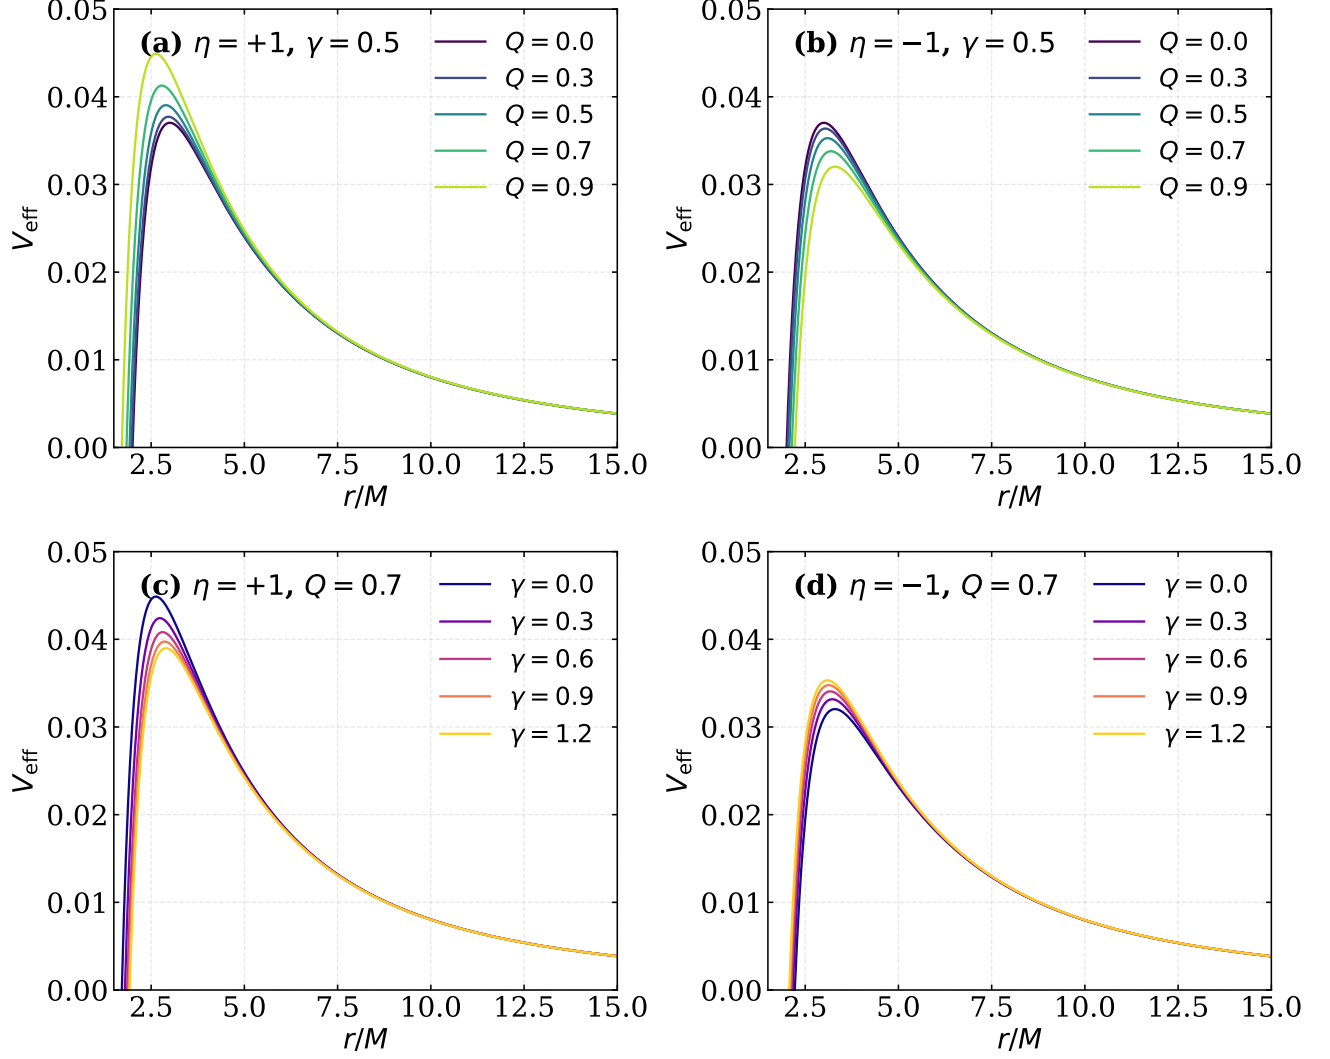 (a) η = +1, γ = 0.5
Q = 0.0
Q = 0.3
Q = 0.5
Q = 0.7
Q = 0.9
0.05
0.04
0.03
0.02
0.01
0.00
V_eff
2.5 5.0 7.5 10.0 12.5 15.0
r/M
(b) η = −1, γ = 0.5
Q = 0.0
Q = 0.3
Q = 0.5
Q = 0.7
Q = 0.9
0.05
0.04
0.03
0.02
0.01
0.00
V_eff
2.5 5.0 7.5 10.0 12.5 15.0
r/M
(c) η = +1, Q = 0.7
γ = 0.0
γ = 0.3
γ = 0.6
γ = 0.9
γ = 1.2
0.05
0.04
0.03
0.02
0.01
0.00
V_eff
2.5 5.0 7.5 10.0 12.5 15.0
r/M
(d) η = −1, Q = 0.7
γ = 0.0
γ = 0.3
γ = 0.6
γ = 0.9
γ = 1.2
0.05
0.04
0.03
0.02
0.01
0.00
V_eff
2.5 5.0 7.5 10.0 12.5 15.0
r/M